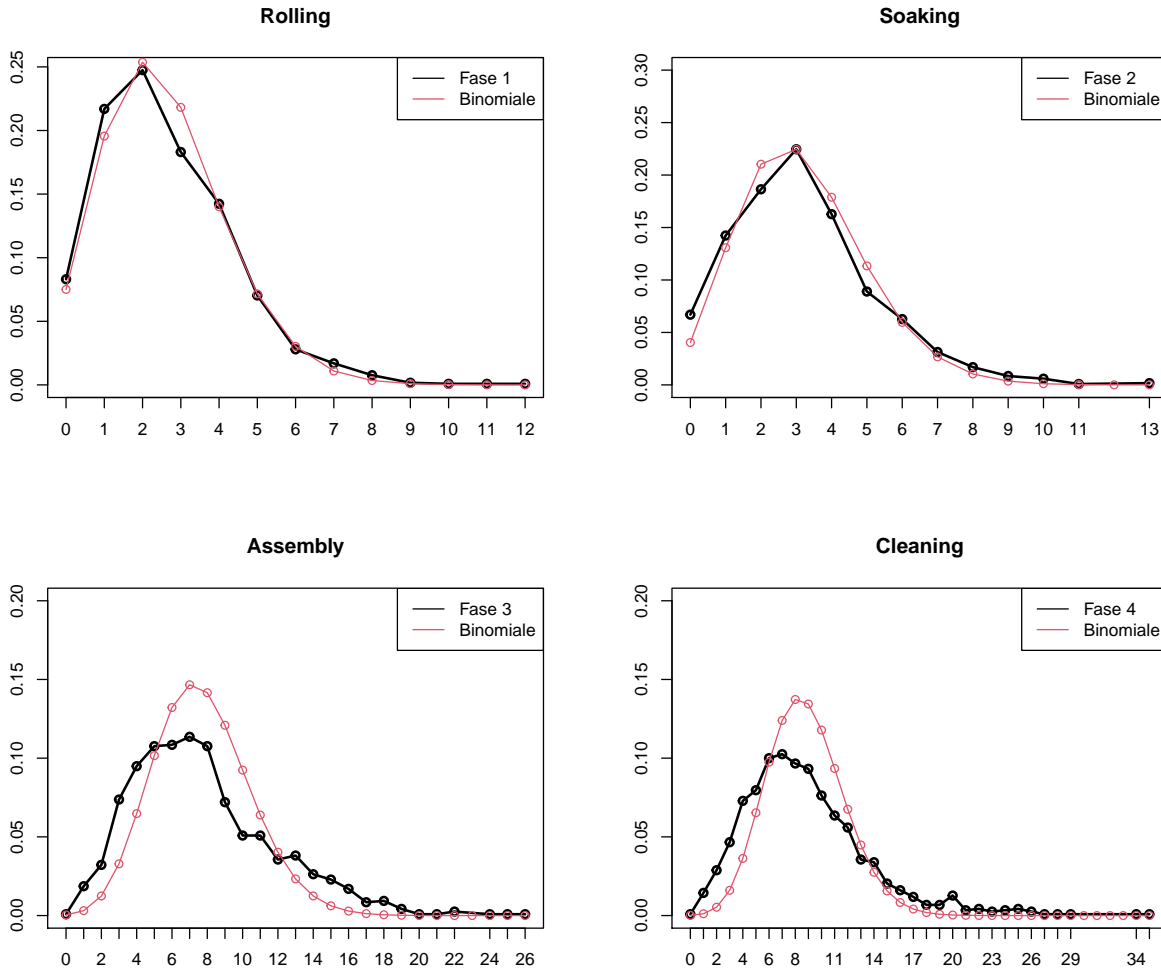 Rolling
0.25
0.20
0.15
0.10
0.05
0.00
Fase 1
Binomiale
0 1 2 3 4 5 6 7 8 9 10 11 12
Soaking
0.30
0.25
0.20
0.15
0.10
0.05
0.00
Fase 2
Binomiale
0 1 2 3 4 5 6 7 8 9 10 11 13
Assembly
0.20
0.15
0.10
0.05
0.00
Fase 3
Binomiale
0 2 4 6 8 10 12 14 16 18 20 22 24 26
Cleaning
0.20
0.15
0.10
0.05
0.00
Fase 4
Binomiale
0 2 4 6 8 11 14 17 20 23 26 29 34